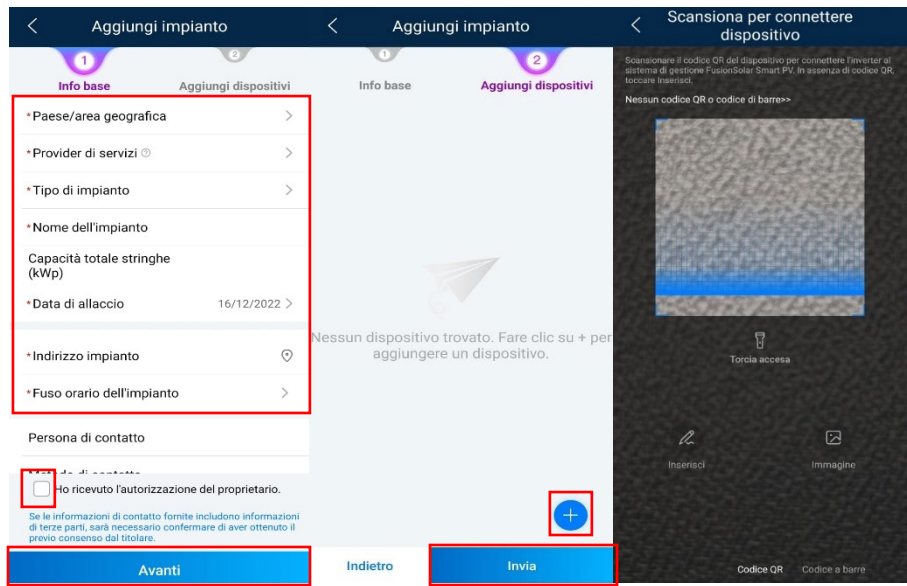 Aggiungi impianto
1
2
Info base
Aggiungi dispositivi
*Paese/area geografica
*Provider di servizi
*Tipo di impianto
*Nome dell'impianto
Capacità totale stringhe
(kWp)
*Data di allaccio 16/12/2022
*Indirizzo impianto
*Fuso orario dell'impianto
Persona di contatto
Metodo di contatto
Ho ricevuto l'autorizzazione del proprietario.
Se le informazioni di contatto fornite includono informazioni
di terze parti, sarà necessario confermare di aver ottenuto il
previo consenso dal titolare.
Avanti
Aggiungi impianto
1
2
Info base
Aggiungi dispositivi
Nessun dispositivo trovato. Fare clic su + per
aggiungere un dispositivo.
Indietro
Invia
Scansiona per connettere
dispositivo
Scansionare il codice QR del dispositivo per connettere l'inverter al
sistema di gestione FusionSolar Smart PV. In assenza di codice QR,
toccare Inserisci.
Nessun codice QR o codice di barre>>
Torcia accesa
Inserisci
Immagine
Codice QR
Codice a barre